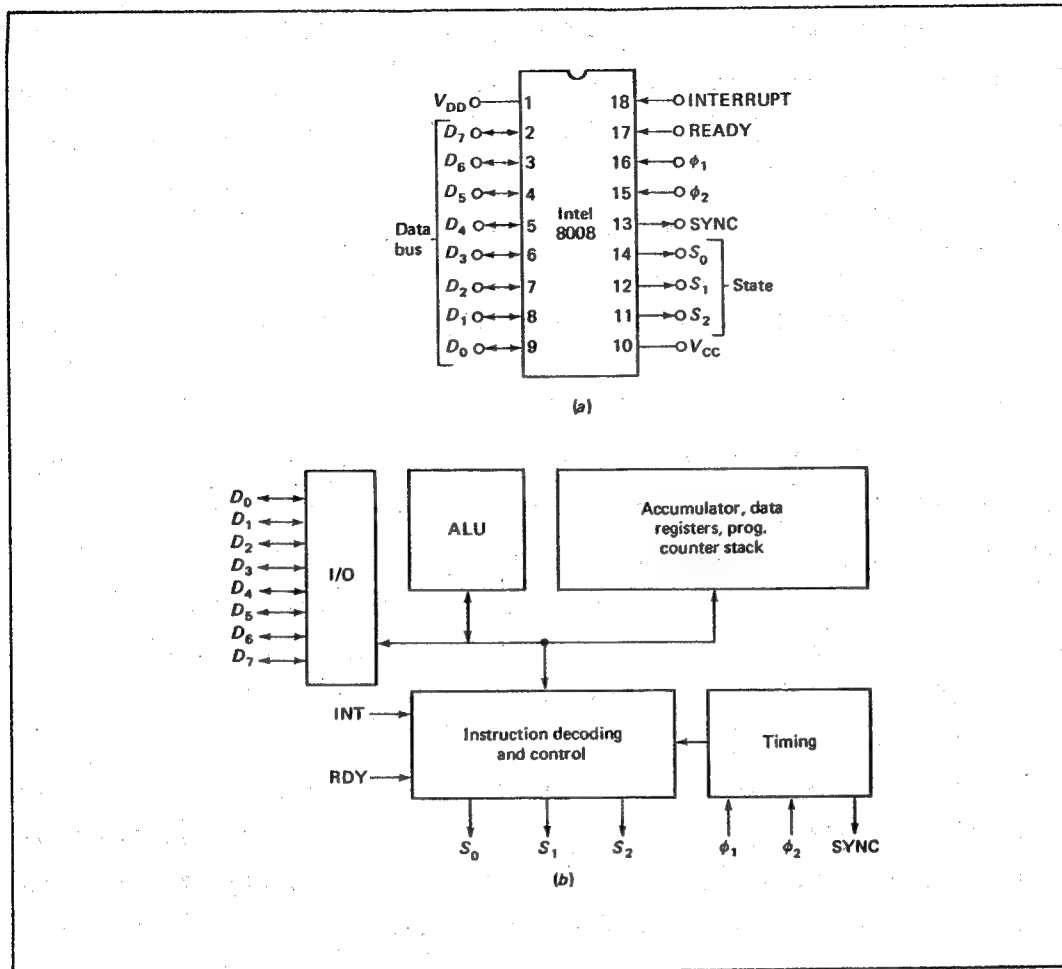 V_DD 1 18 INTERRUPT
D_7 2 17 READY
D_6 3 16 ϕ_1
D_5 4 15 ϕ_2
D_4 5 13 SYNC
D_3 6 14 S_0
D_2 7 12 S_1
D_1 8 11 S_2
D_0 9 10 V_CC
Data
bus
Intel
8008
State
(a)
D_0
D_1
D_2
D_3
D_4
D_5
D_6
D_7
I/O
ALU
Accumulator, data
registers, prog.
counter stack
INT
RDY
Instruction decoding
and control
Timing
S_0 S_1 S_2 ϕ_1 ϕ_2 SYNC
(b)